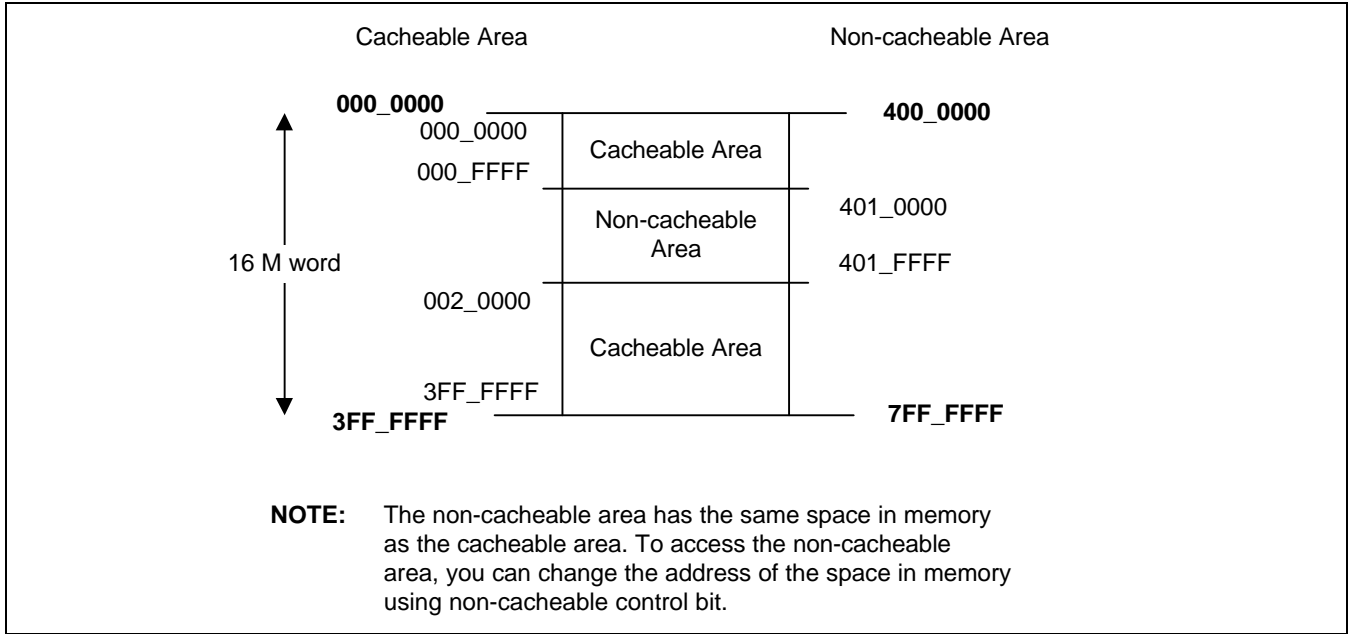 Cacheable Area
Non-cacheable Area
000_0000
400_0000
000_0000
Cacheable Area
000_FFFF
401_0000
Non-cacheable
Area
16 M word
401_FFFF
002_0000
Cacheable Area
3FF_FFFF
3FF_FFFF
7FF_FFFF
NOTE: The non-cacheable area has the same space in memory
as the cacheable area. To access the non-cacheable
area, you can change the address of the space in memory
using non-cacheable control bit.